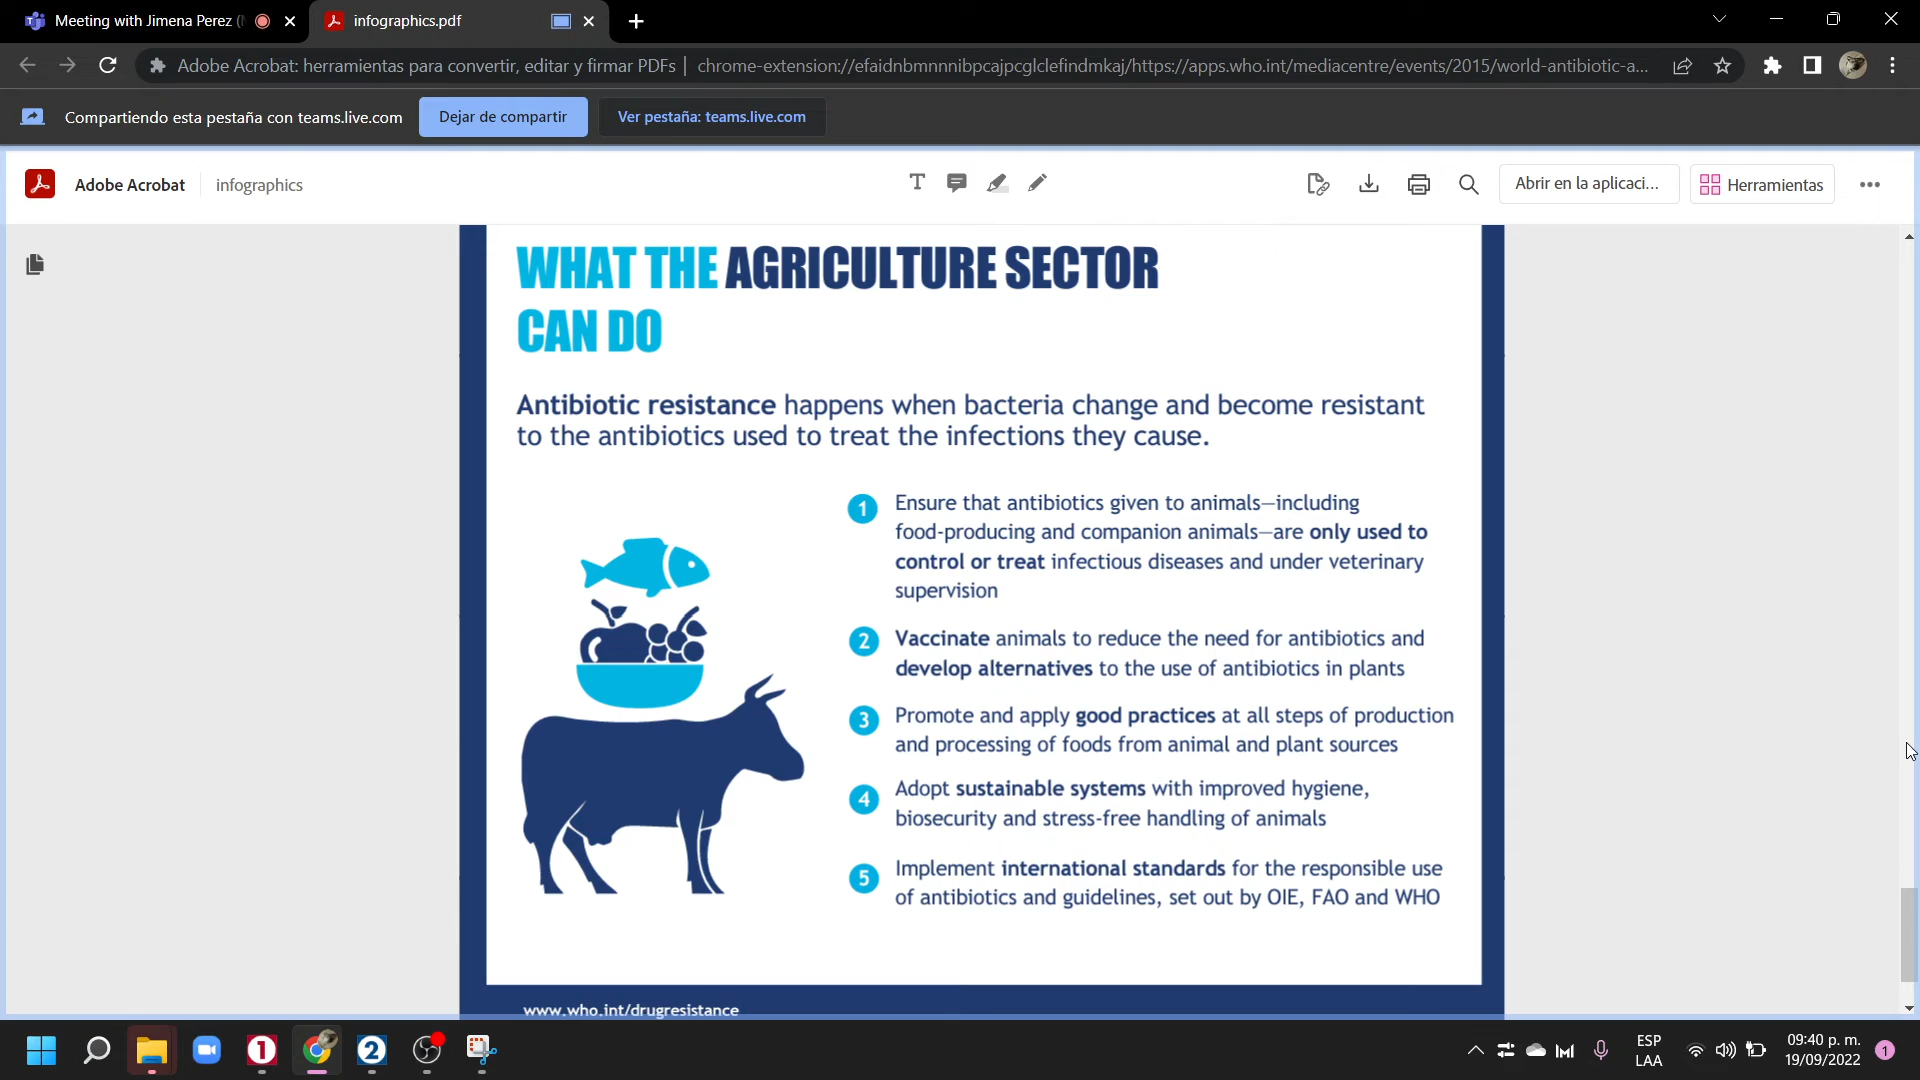 Meeting with Jimena Perez (
infographics.pdf
Adobe Acrobat: herramientas para convertir, editar y firmar PDFs | chrome-extension://efaidnbmnnnibpcajpcglclefindmkaj/https://apps.who.int/mediacentre/events/2015/world-antibiotic-a...
Compartiendo esta pestaña con teams.live.com
Dejar de compartir
Ver pestaña: teams.live.com
Adobe Acrobat
infographics
Abrir en la aplicaci...
Herramientas
WHAT THE AGRICULTURE SECTOR
CAN DO
Antibiotic resistance happens when bacteria change and become resistant
to the antibiotics used to treat the infections they cause.
1 Ensure that antibiotics given to animals—including
food-producing and companion animals—are only used to
control or treat infectious diseases and under veterinary
supervision
2 Vaccinate animals to reduce the need for antibiotics and
develop alternatives to the use of antibiotics in plants
3 Promote and apply good practices at all steps of production
and processing of foods from animal and plant sources
4 Adopt sustainable systems with improved hygiene,
biosecurity and stress-free handling of animals
5 Implement international standards for the responsible use
of antibiotics and guidelines, set out by OIE, FAO and WHO
www.who.int/drugresistance
1
2
ESP
LAA
09:40 p. m.
19/09/2022
1